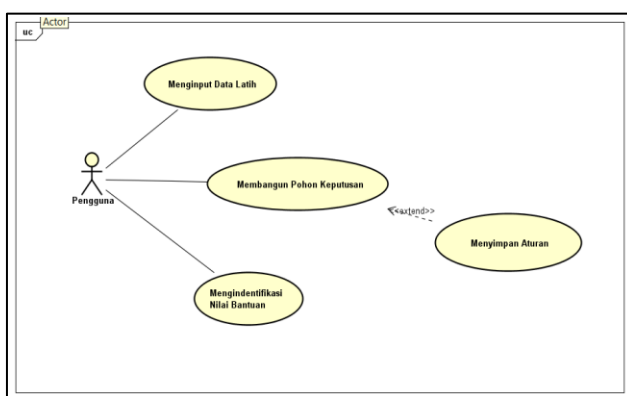 Actor
uc
Menginput Data Latih
Membangun Pohon Keputusan
Pengguna
<<extend>>
Menyimpan Aturan
Mengindentifikasi
Nilai Bantuan